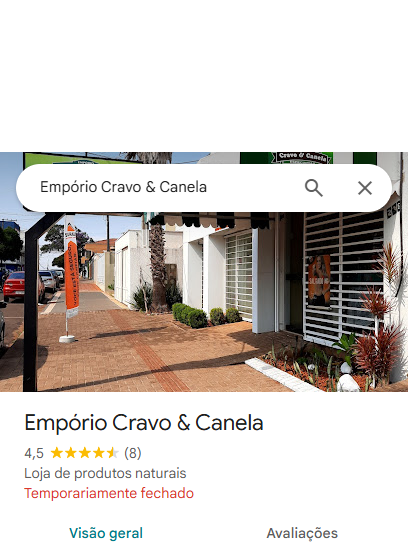 Cravo & Canela
Empório Cravo & Canela
Empório Cravo & Canela
4,5 (8)
Loja de produtos naturais
Temporariamente fechado
Visão geral
Avaliações